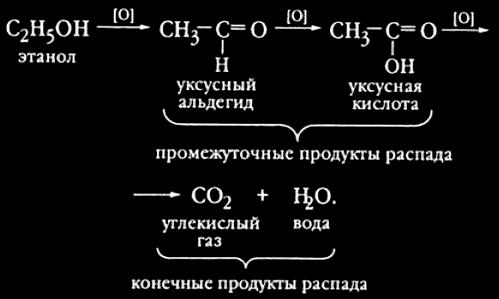 C₂H₅OH —[O]→ CH₃–C=O —[O]→ CH₃–C=O —[O]→
этанол
H OH
уксусный уксусная
альдегид кислота
промежуточные продукты распада
→ CO₂ + H₂O.
углекислый вода
газ
конечные продукты распада